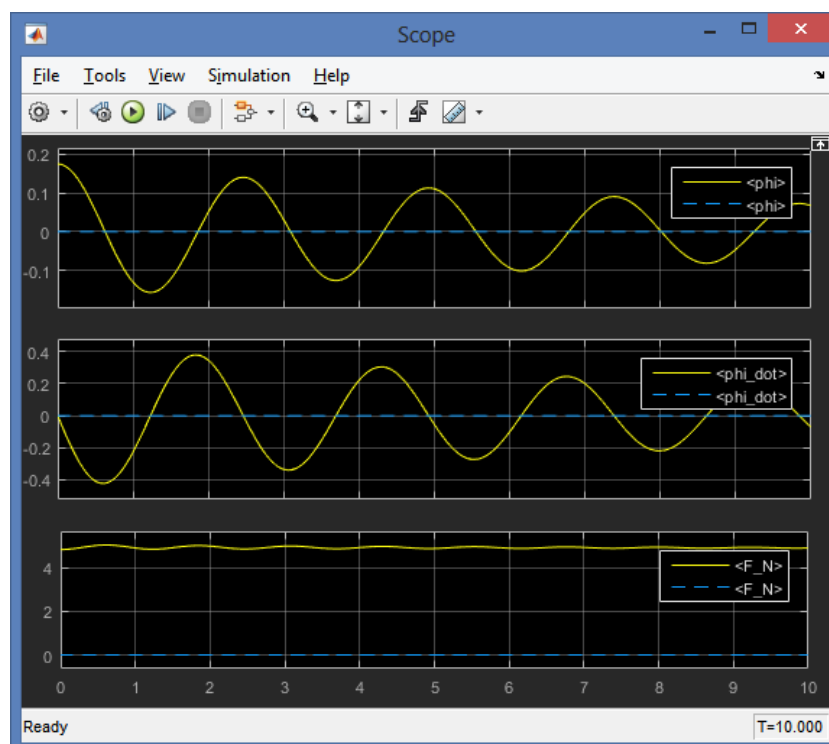 Scope
File Tools View Simulation Help
0.2
0.1
0
-0.1
<phi>
<phi>
0.4
0.2
0
-0.2
-0.4
<phi_dot>
<phi_dot>
4
2
0
<F_N>
<F_N>
0 1 2 3 4 5 6 7 8 9 10
Ready T=10.000